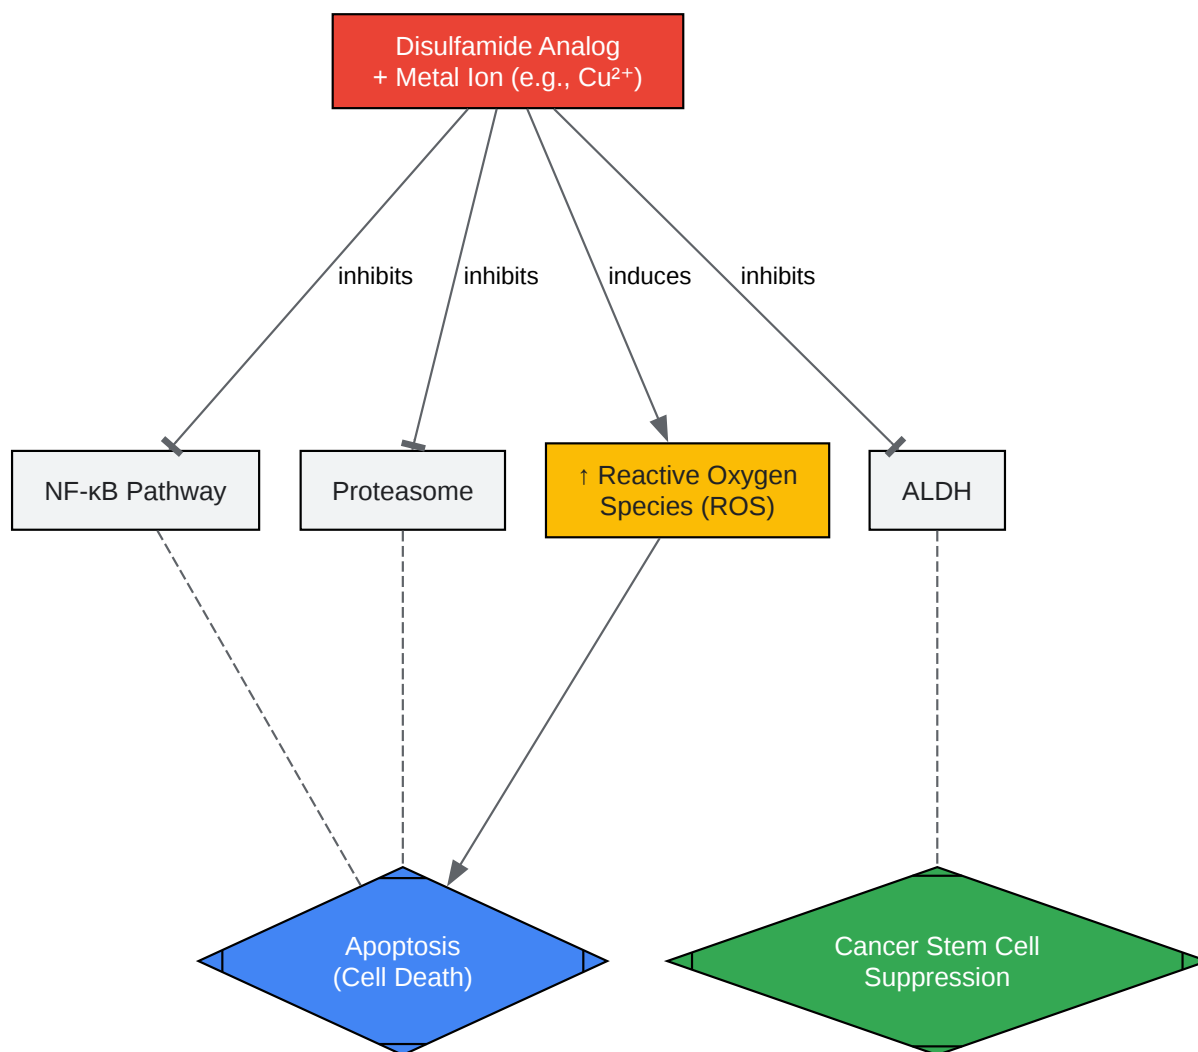 Disulfamide Analog
+ Metal Ion (e.g., Cu²⁺)
inhibits
inhibits
induces
inhibits
NF-κB Pathway
Proteasome
↑ Reactive Oxygen
Species (ROS)
ALDH
Apoptosis
(Cell Death)
Cancer Stem Cell
Suppression